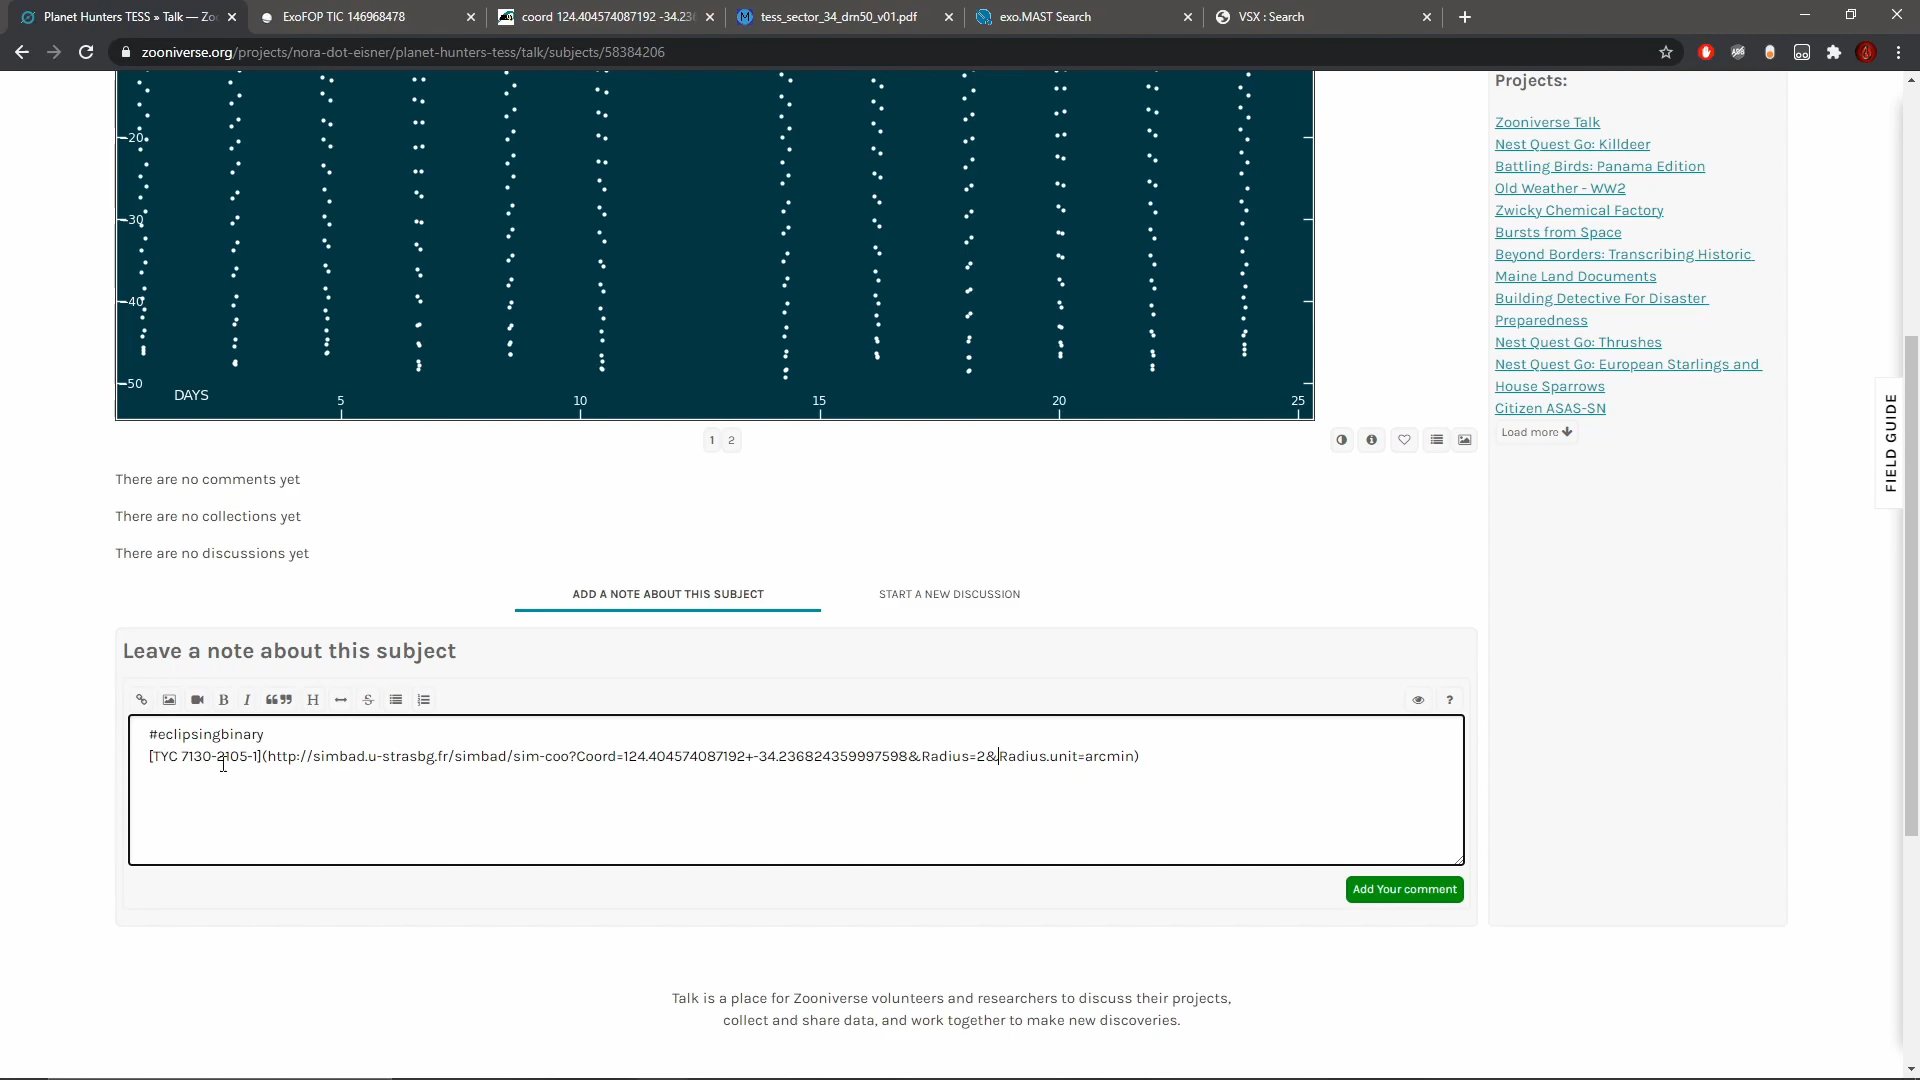 Planet Hunters TESS » Talk — Zo
ExoFOP TIC 146968478
coord 124.404574087192 -34.23
tess_sector_34_drn50_v01.pdf
exo.MAST Search
VSX : Search
zooniverse.org/projects/nora-dot-eisner/planet-hunters-tess/talk/subjects/58384206
-20
-30
-40
-50
DAYS
5
10
15
20
25
1 2
Projects:
Zooniverse Talk
Nest Quest Go: Killdeer
Battling Birds: Panama Edition
Old Weather - WW2
Zwicky Chemical Factory
Bursts from Space
Beyond Borders: Transcribing Historic
Maine Land Documents
Building Detective For Disaster
Preparedness
Nest Quest Go: Thrushes
Nest Quest Go: European Starlings and
House Sparrows
Citizen ASAS-SN
Load more
FIELD GUIDE
There are no comments yet
There are no collections yet
There are no discussions yet
ADD A NOTE ABOUT THIS SUBJECT
START A NEW DISCUSSION
Leave a note about this subject
B I H S ?
#eclipsingbinary
[TYC 7130-2105-1](http://simbad.u-strasbg.fr/simbad/sim-coo?Coord=124.404574087192+-34.236824359997598&Radius=2&Radius.unit=arcmin)
Add Your comment
Talk is a place for Zooniverse volunteers and researchers to discuss their projects,
collect and share data, and work together to make new discoveries.